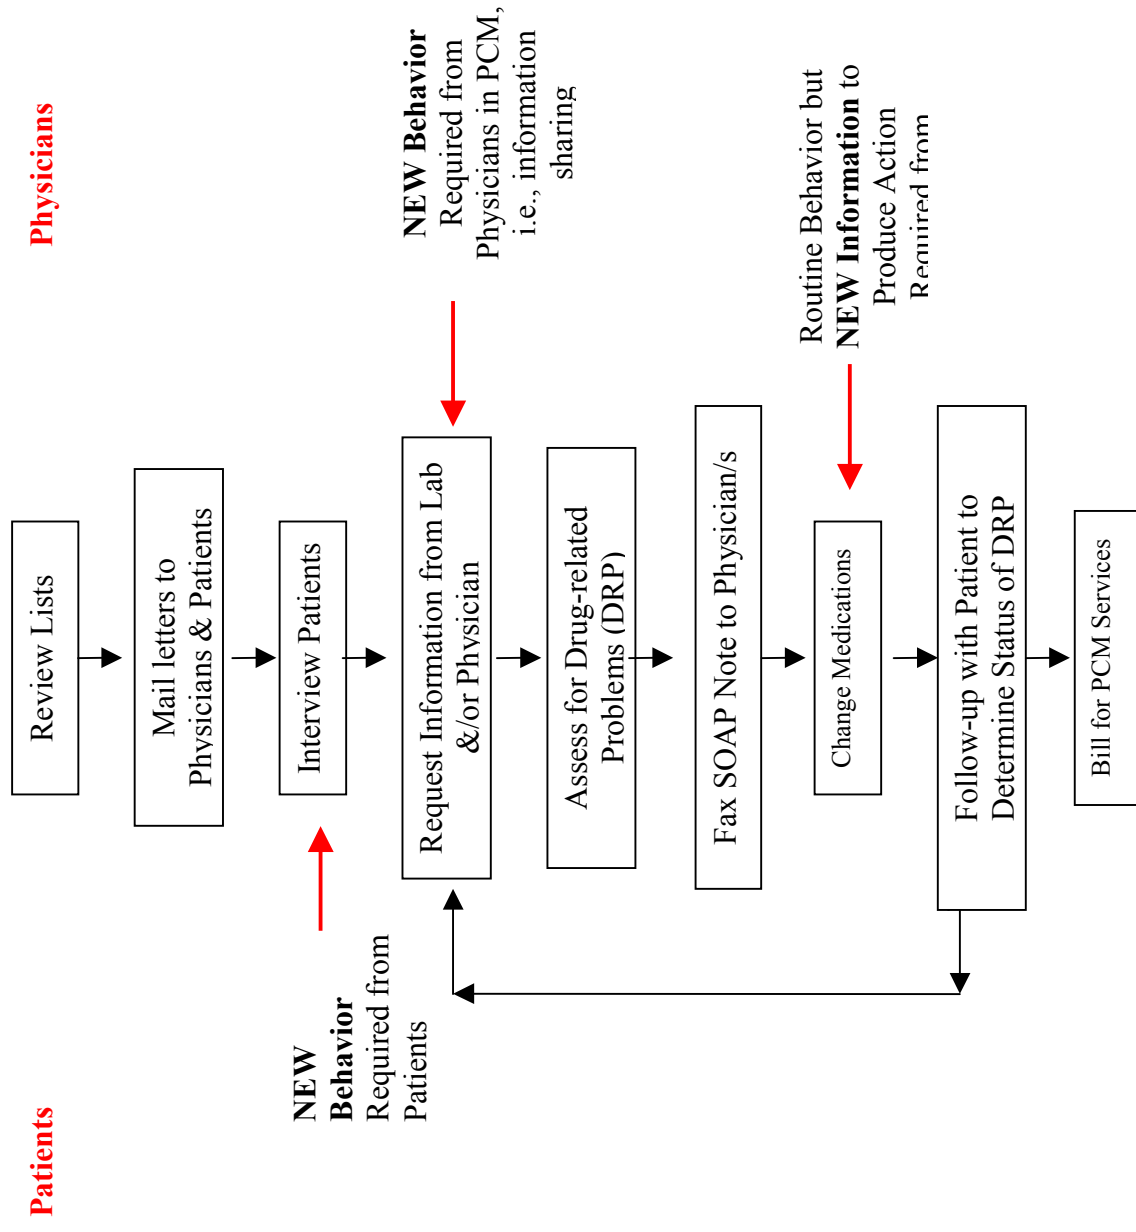 Patients
Physicians
Review Lists
Mail letters to
Physicians & Patients
Interview Patients
NEW
Behavior
Required from
Patients
Request Information from Lab
&/or Physician
NEW Behavior
Required from
Physicians in PCM,
i.e., information
sharing
Assess for Drug-related
Problems (DRP)
Fax SOAP Note to Physician/s
Change Medications
Routine Behavior but
NEW Information to
Produce Action
Required from
Follow-up with Patient to
Determine Status of DRP
Bill for PCM Services